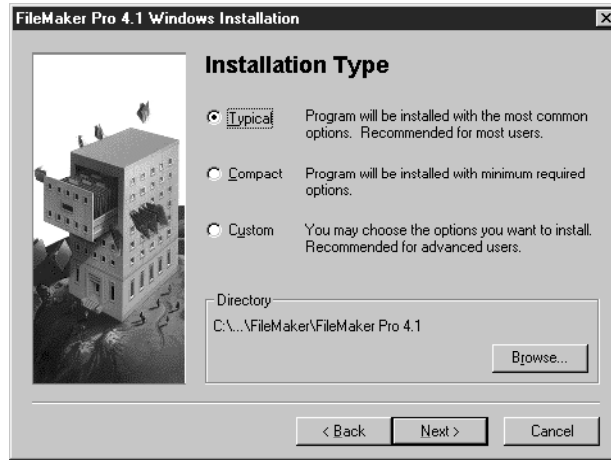 FileMaker Pro 4.1 Windows Installation
Installation Type
Typical
Program will be installed with the most common
options. Recommended for most users.
Compact
Program will be installed with minimum required
options.
Custom
You may choose the options you want to install.
Recommended for advanced users.
Directory
C:\...\FileMaker\FileMaker Pro 4.1
Browse...
< Back
Next >
Cancel